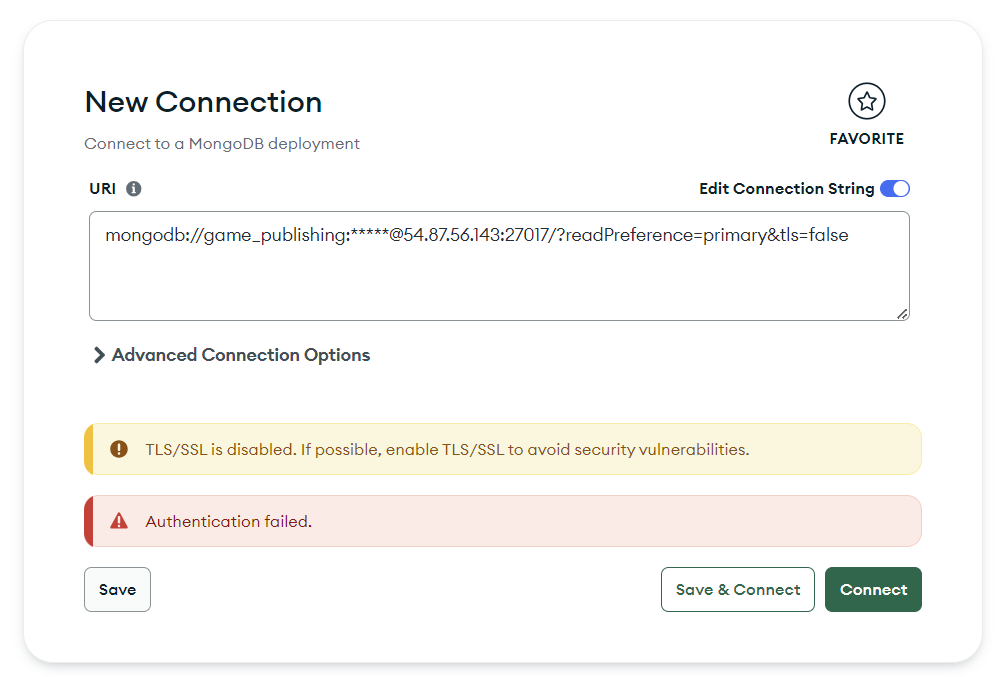 New Connection
FAVORITE
Connect to a MongoDB deployment
URI
Edit Connection String
mongodb://game_publishing:*****@54.87.56.143:27017/?readPreference=primary&tls=false
Advanced Connection Options
TLS/SSL is disabled. If possible, enable TLS/SSL to avoid security vulnerabilities.
Authentication failed.
Save
Save & Connect
Connect